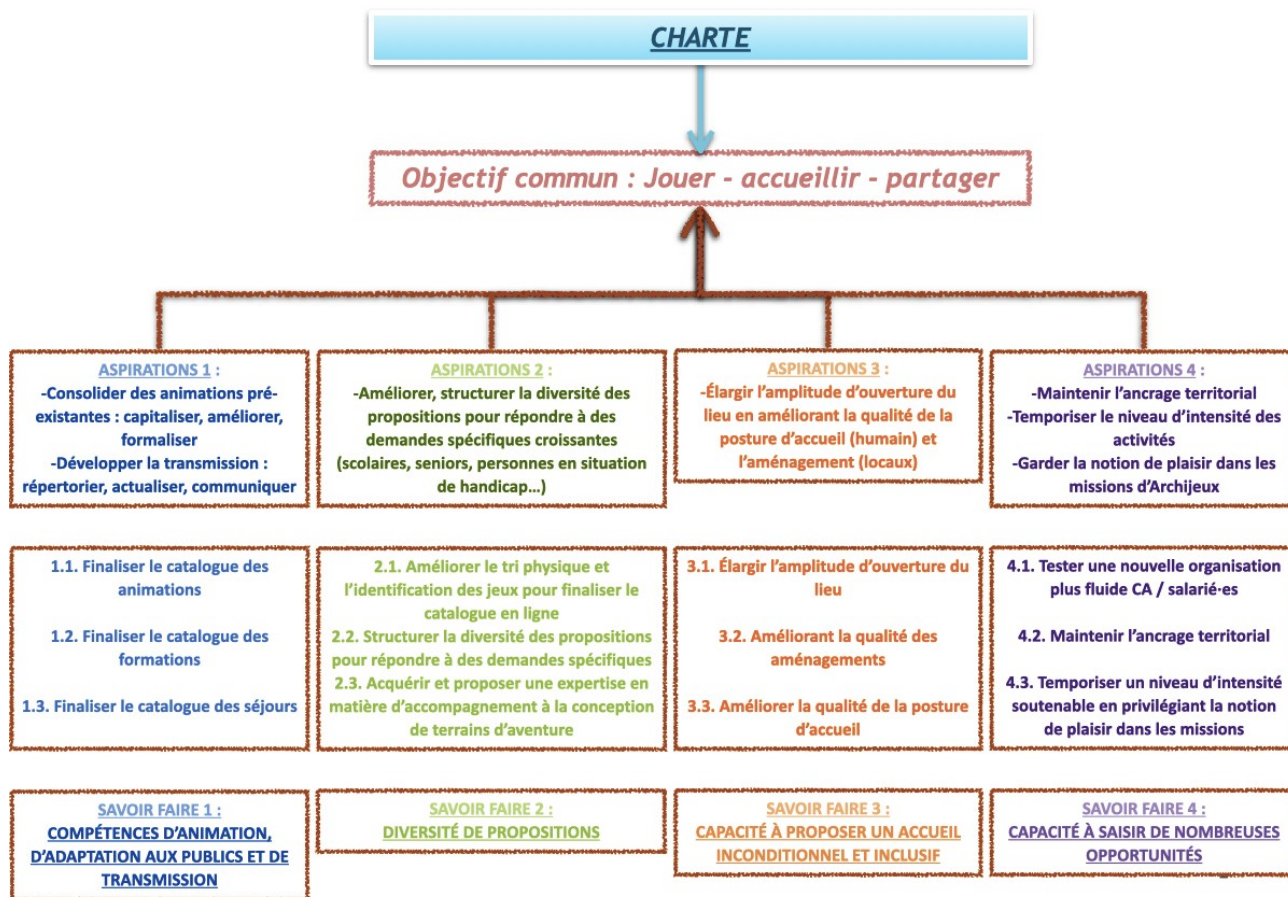 CHARTE
Objectif commun : Jouer - accueillir - partager
ASPIRATIONS 1 :
-Consolider des animations pré-
existantes : capitaliser, améliorer,
formaliser
-Développer la transmission :
répertorier, actualiser, communiquer
ASPIRATIONS 2 :
-Améliorer, structurer la diversité des
propositions pour répondre à des
demandes spécifiques croissantes
(scolaires, seniors, personnes en situation
de handicap…)
ASPIRATIONS 3 :
-Élargir l’amplitude d’ouverture du
lieu en améliorant la qualité de la
posture d’accueil (humain) et
l’aménagement (locaux)
ASPIRATIONS 4 :
-Maintenir l’ancrage territorial
-Temporiser le niveau d’intensité des
activités
-Garder la notion de plaisir dans les
missions d’Archijeux
1.1. Finaliser le catalogue des
animations
1.2. Finaliser le catalogue des
formations
1.3. Finaliser le catalogue des séjours
2.1. Améliorer le tri physique et
l’identification des jeux pour finaliser le
catalogue en ligne
2.2. Structurer la diversité des propositions
pour répondre à des demandes spécifiques
2.3. Acquérir et proposer une expertise en
matière d’accompagnement à la conception
de terrains d’aventure
3.1. Élargir l’amplitude d’ouverture du
lieu
3.2. Améliorant la qualité des
aménagements
3.3. Améliorer la qualité de la posture
d’accueil
4.1. Tester une nouvelle organisation
plus fluide CA / salarié·es
4.2. Maintenir l’ancrage territorial
4.3. Temporiser un niveau d’intensité
soutenable en privilégiant la notion
de plaisir dans les missions
SAVOIR FAIRE 1 :
COMPÉTENCES D’ANIMATION,
D’ADAPTATION AUX PUBLICS ET DE
TRANSMISSION
SAVOIR FAIRE 2 :
DIVERSITÉ DE PROPOSITIONS
SAVOIR FAIRE 3 :
CAPACITÉ À PROPOSER UN ACCUEIL
INCONDITIONNEL ET INCLUSIF
SAVOIR FAIRE 4 :
CAPACITÉ À SAISIR DE NOMBREUSES
OPPORTUNITÉS